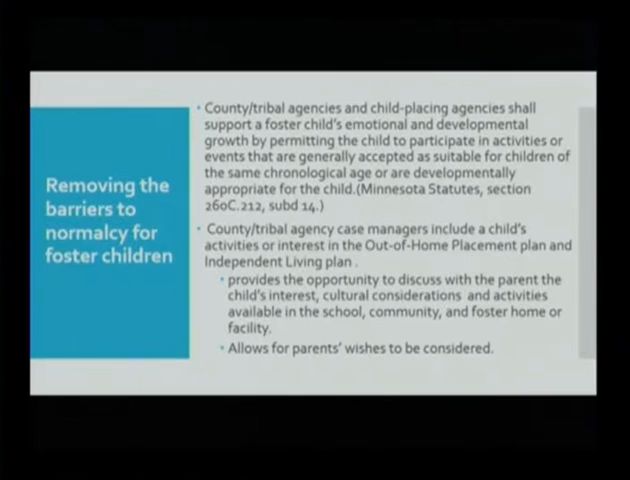 Removing the
barriers to
normalcy for
foster children
• County/tribal agencies and child-placing agencies shall
support a foster child's emotional and developmental
growth by permitting the child to participate in activities or
events that are generally accepted as suitable for children of
the same chronological age or are developmentally
appropriate for the child.(Minnesota Statutes, section
260C.212, subd 14.)
• County/tribal agency case managers include a child's
activities or interest in the Out-of-Home Placement plan and
Independent Living plan .
• provides the opportunity to discuss with the parent the
child's interest, cultural considerations and activities
available in the school, community, and foster home or
facility.
• Allows for parents' wishes to be considered.